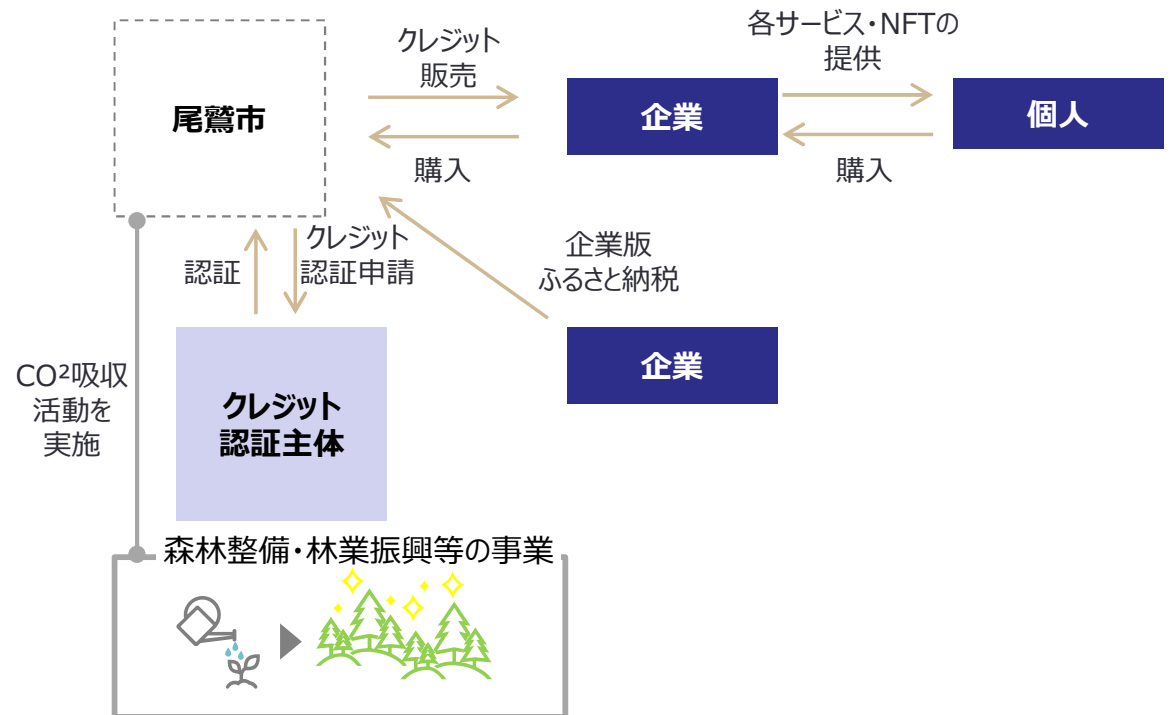 各サービス・NFTの
提供
クレジット
販売
尾鷲市
企業
個人
購入
購入
クレジット
認証申請
認証
企業版
ふるさと納税
企業
CO²吸収
活動を
実施
クレジット
認証主体
森林整備・林業振興等の事業